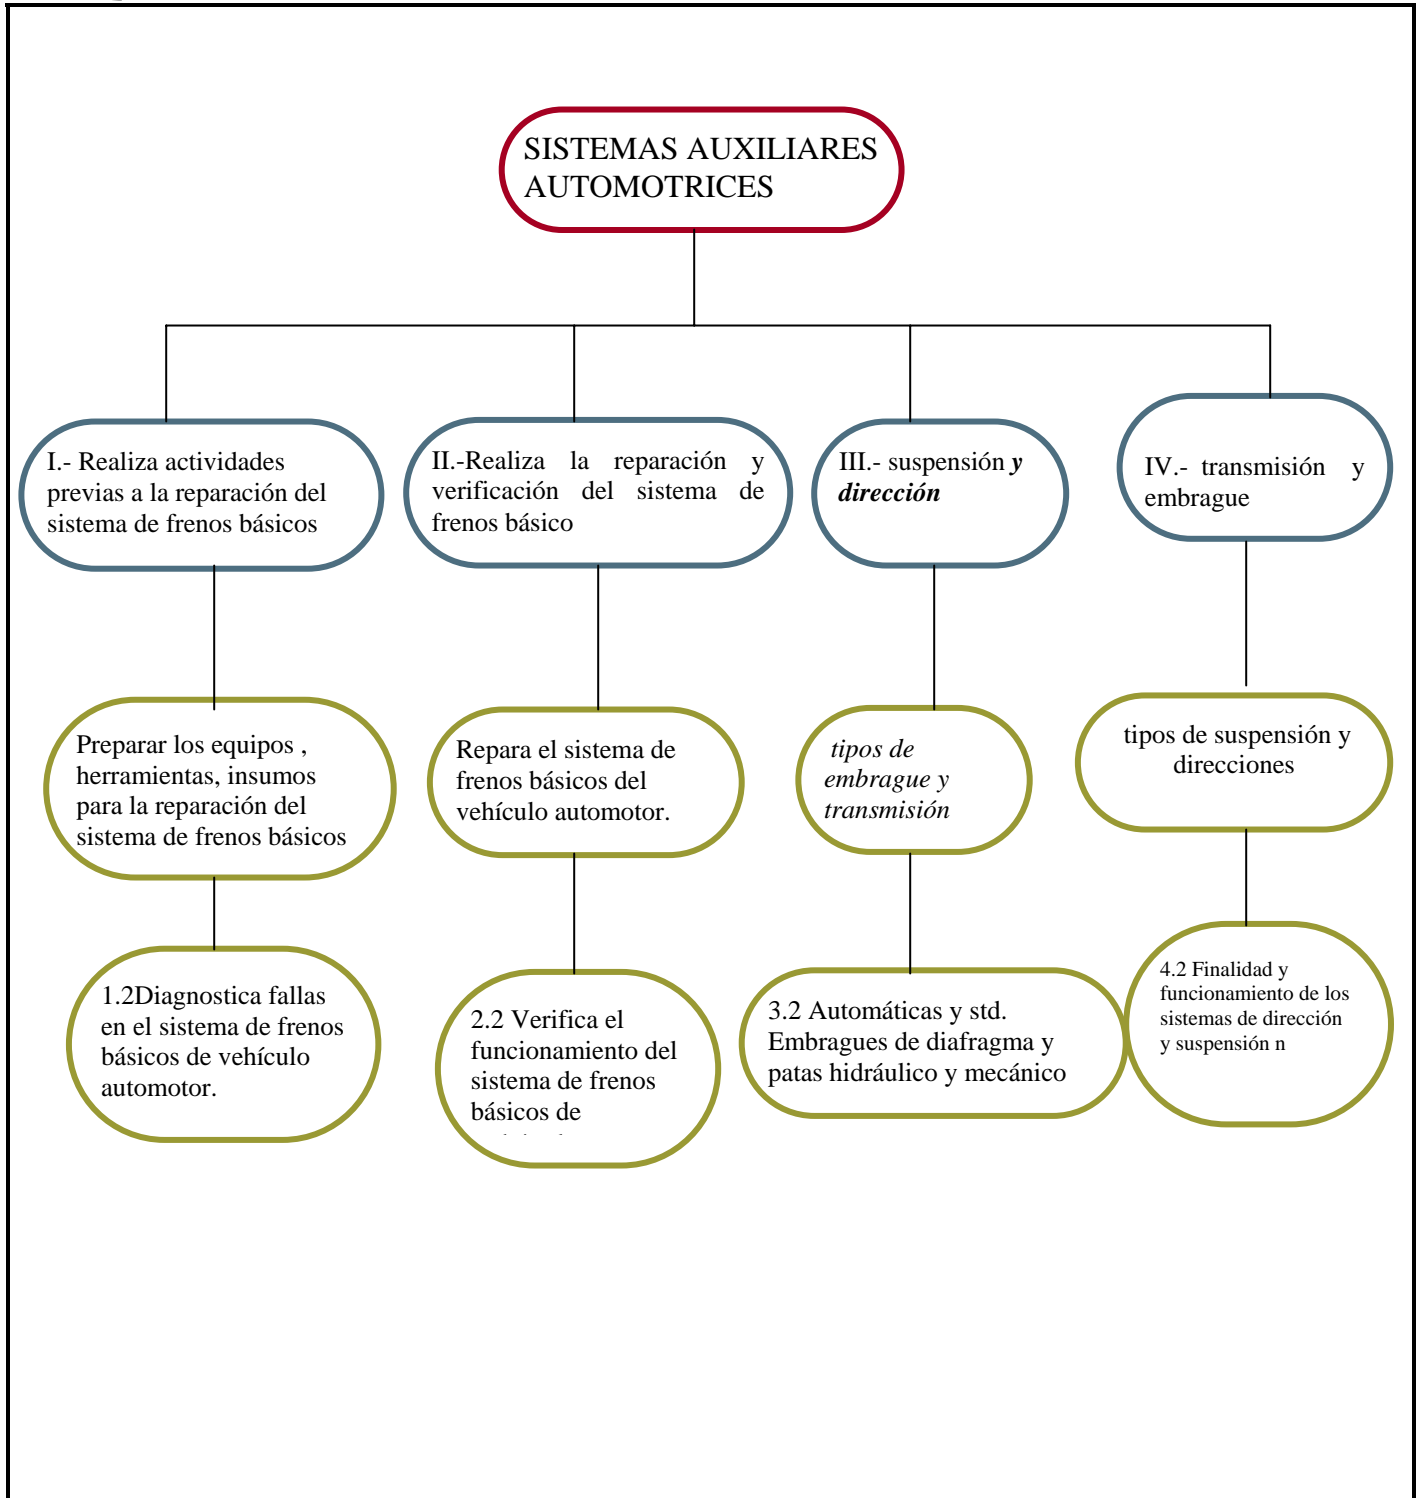 SISTEMAS AUXILIARES
AUTOMOTRICES
I.- Realiza actividades
previas a la reparación del
sistema de frenos básicos
II.-Realiza la reparación y
verificación del sistema de
frenos básico
III.- suspensión y
dirección
IV.- transmisión y
embrague
Preparar los equipos ,
herramientas, insumos
para la reparación del
sistema de frenos básicos
Repara el sistema de
frenos básicos del
vehículo automotor.
tipos de
embrague y
transmisión
tipos de suspensión y
direcciones
1.2Diagnostica fallas
en el sistema de frenos
básicos de vehículo
automotor.
2.2 Verifica el
funcionamiento del
sistema de frenos
básicos de
3.2 Automáticas y std.
Embragues de diafragma y
patas hidráulico y mecánico
4.2 Finalidad y
funcionamiento de los
sistemas de dirección
y suspensión n